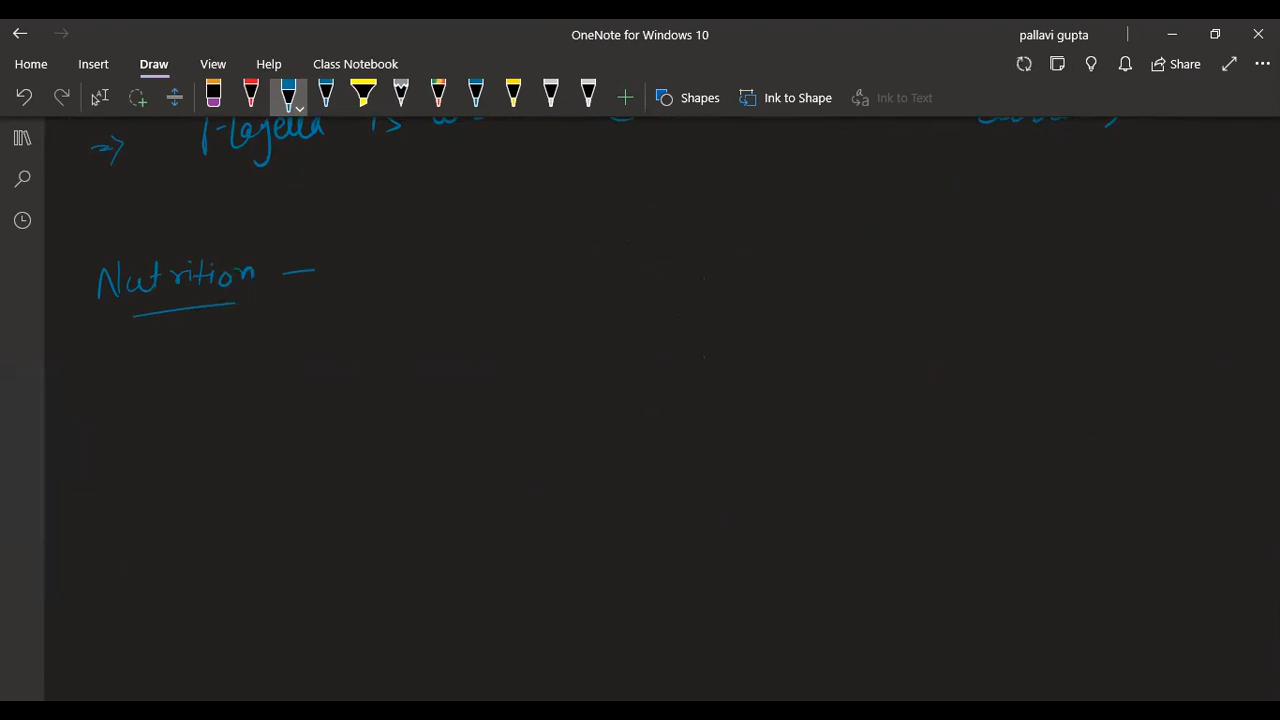 OneNote for Windows 10
pallavi gupta
Home Insert Draw View Help Class Notebook
Share
Shapes Ink to Shape Ink to Text
⇒ Flagella is
Nutrition —